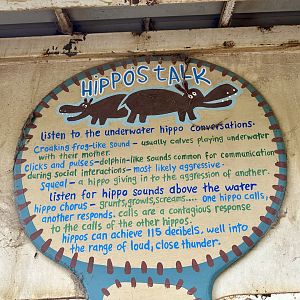 HiPPOS tALK
Listen to the underwater hippo conversations.
Croaking frog-like sound - usually calves playing underwater
with their mother.
Clicks and pulses - dolphin-like sounds common for communication
during social interactions - most likely aggressive.
Squeal - a hippo giving in to the aggression of another.
Listen for hippo sounds above the water
hippo chorus - grunts, growls, screams.... One hippo calls,
another responds. calls are a contagious response
to the calls of the other hippos.
hippos can achieve 115 decibels, well into
the range of loud, close thunder.